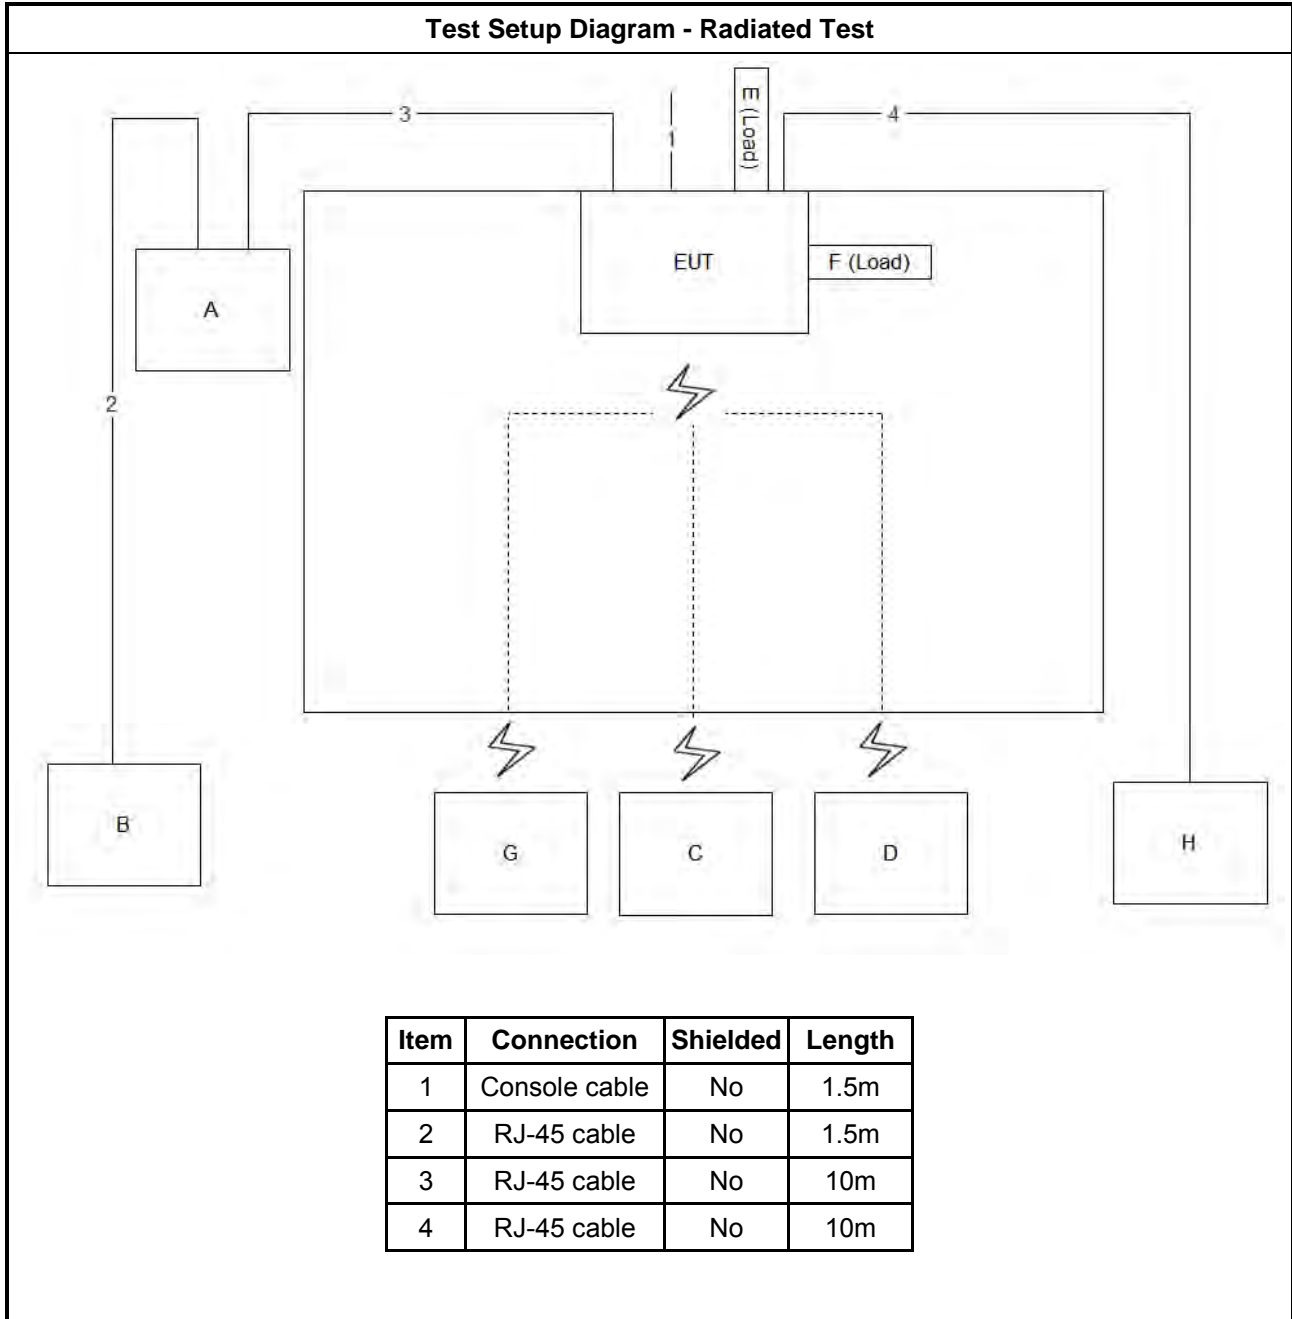 Test Setup Diagram - Radiated Test
3
1
E (Load)
4
EUT
F (Load)
A
2
B
G
C
D
H
Item Connection Shielded Length
1 Console cable No 1.5m
2 RJ-45 cable No 1.5m
3 RJ-45 cable No 10m
4 RJ-45 cable No 10m